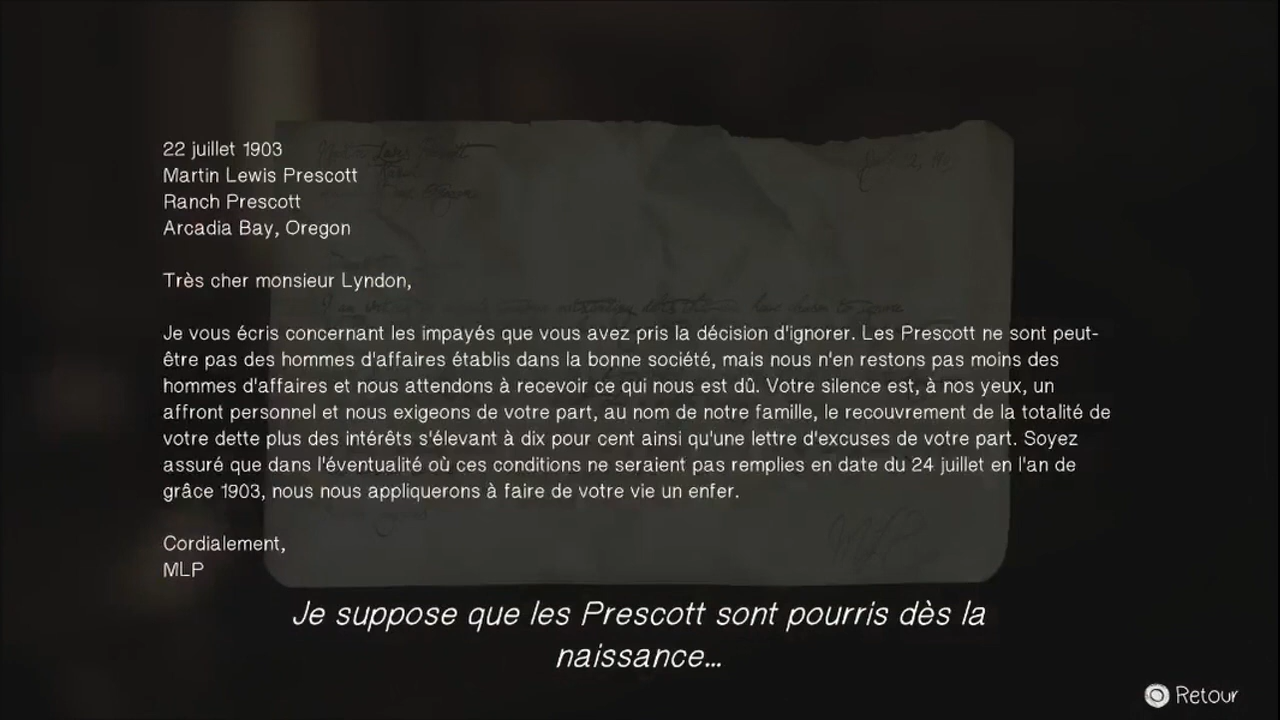 22 juillet 1903
Martin Lewis Prescott
Ranch Prescott
Arcadia Bay, Oregon
Très cher monsieur Lyndon,
Je vous écris concernant les impayés que vous avez pris la décision d'ignorer. Les Prescott ne sont peut-
être pas des hommes d'affaires établis dans la bonne société, mais nous n'en restons pas moins des
hommes d'affaires et nous attendons à recevoir ce qui nous est dû. Votre silence est, à nos yeux, un
affront personnel et nous exigeons de votre part, au nom de notre famille, le recouvrement de la totalité de
votre dette plus des intérêts s'élevant à dix pour cent ainsi qu'une lettre d'excuses de votre part. Soyez
assuré que dans l'éventualité où ces conditions ne seraient pas remplies en date du 24 juillet en l'an de
grâce 1903, nous nous appliquerons à faire de votre vie un enfer.
Cordialement,
MLP
Je suppose que les Prescott sont pourris dès la
naissance...
Retour